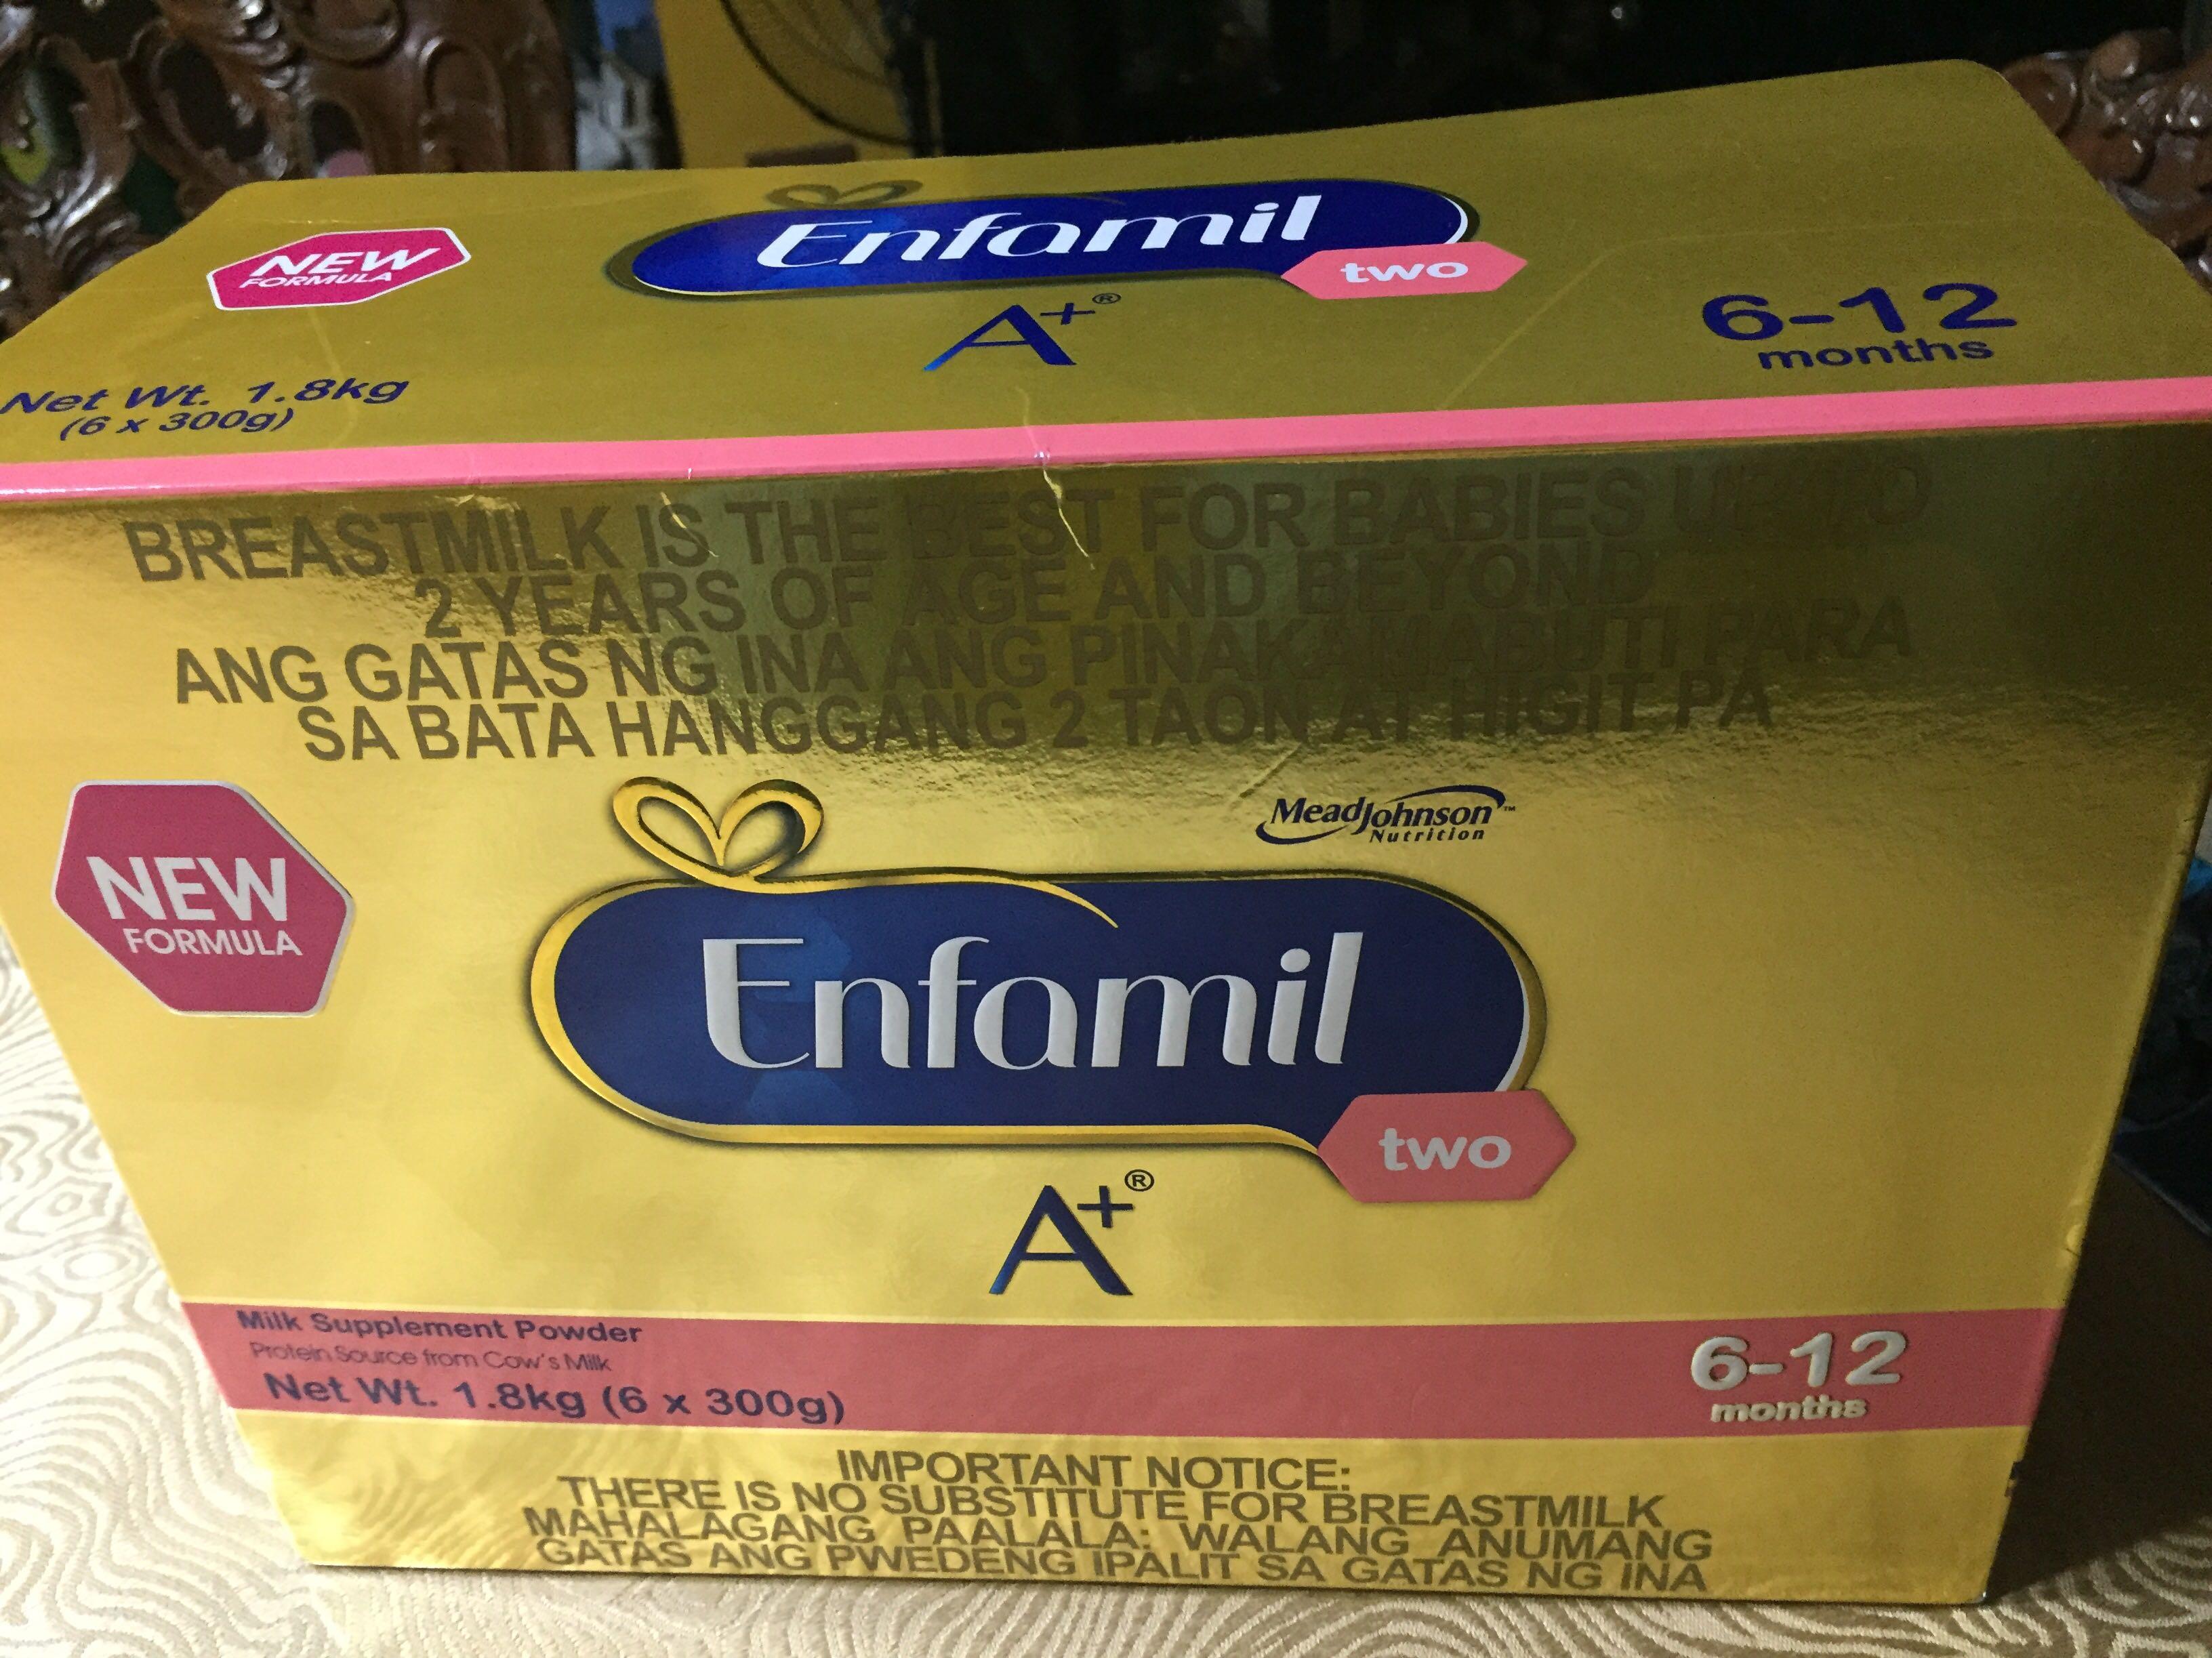 NEW
FORMULA
Enfamil
two
A+®
6-12
months
Net Wt. 1.8kg
(6 x 300g)
BREASTMILK IS THE BEST FOR BABIES UP TO
2 YEARS OF AGE AND BEYOND
ANG GATAS NG INA ANG PINAKAMABUTI PARA
SA BATA HANGGANG 2 TAON AT HIGIT PA
MeadJohnson™
Nutrition
NEW
FORMULA
Enfamil
two
A+®
Milk Supplement Powder
Protein Source from Cow's Milk
Net Wt. 1.8kg (6 x 300g)
6-12
months
IMPORTANT NOTICE:
THERE IS NO SUBSTITUTE FOR BREASTMILK
MAHALAGANG PAALALA: WALANG ANUMANG
GATAS ANG PWEDENG IPALIT SA GATAS NG INA